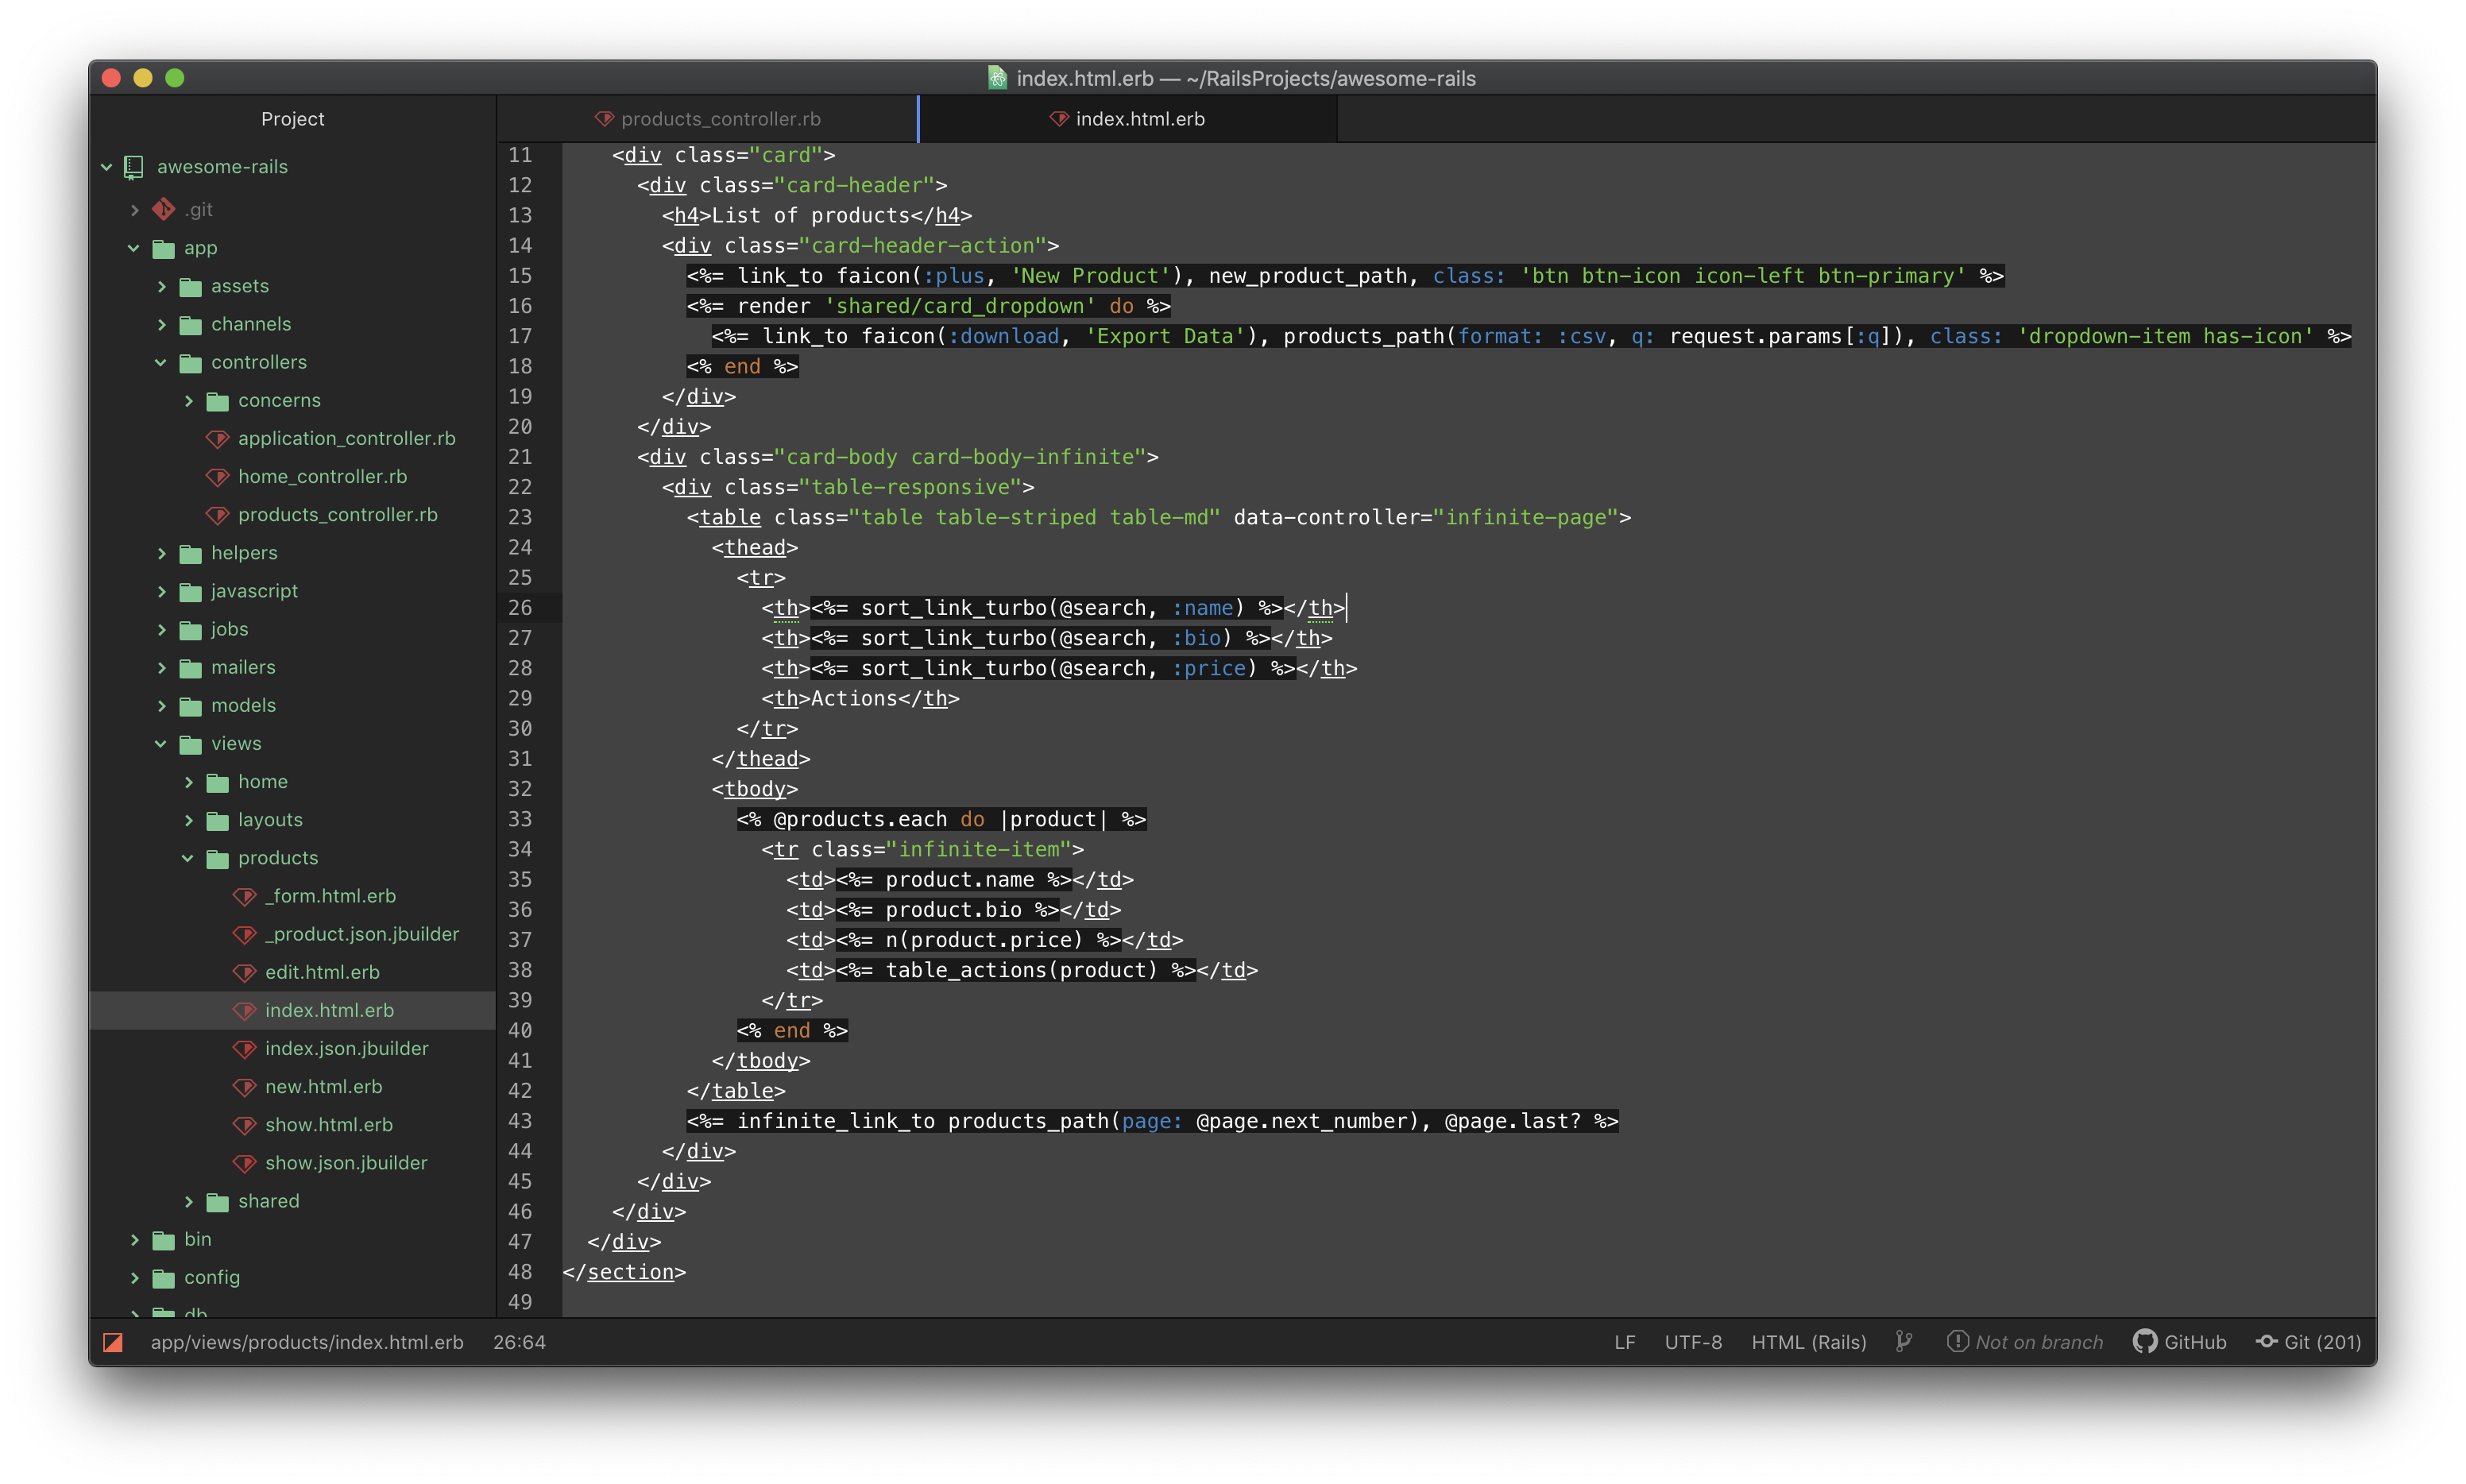 index.html.erb — ~/RailsProjects/awesome-rails
Project
awesome-rails
.git
app
assets
channels
controllers
concerns
application_controller.rb
home_controller.rb
products_controller.rb
helpers
javascript
jobs
mailers
models
views
home
layouts
products
_form.html.erb
_product.json.jbuilder
edit.html.erb
index.html.erb
index.json.jbuilder
new.html.erb
show.html.erb
show.json.jbuilder
shared
bin
config
db
products_controller.rb
index.html.erb
11 <div class="card">
12 <div class="card-header">
13 <h4>List of products</h4>
14 <div class="card-header-action">
15 <%= link_to faicon(:plus, 'New Product'), new_product_path, class: 'btn btn-icon icon-left btn-primary' %>
16 <%= render 'shared/card_dropdown' do %>
17 <%= link_to faicon(:download, 'Export Data'), products_path(format: :csv, q: request.params[:q]), class: 'dropdown-item has-icon' %>
18 <% end %>
19 </div>
20 </div>
21 <div class="card-body card-body-infinite">
22 <div class="table-responsive">
23 <table class="table table-striped table-md" data-controller="infinite-page">
24 <thead>
25 <tr>
26 <th><%= sort_link_turbo(@search, :name) %></th>
27 <th><%= sort_link_turbo(@search, :bio) %></th>
28 <th><%= sort_link_turbo(@search, :price) %></th>
29 <th>Actions</th>
30 </tr>
31 </thead>
32 <tbody>
33 <% @products.each do |product| %>
34 <tr class="infinite-item">
35 <td><%= product.name %></td>
36 <td><%= product.bio %></td>
37 <td><%= n(product.price) %></td>
38 <td><%= table_actions(product) %></td>
39 </tr>
40 <% end %>
41 </tbody>
42 </table>
43 <%= infinite_link_to products_path(page: @page.next_number), @page.last? %>
44 </div>
45 </div>
46 </div>
47 </div>
48 </section>
49
app/views/products/index.html.erb 26:64 LF UTF-8 HTML (Rails) Not on branch GitHub Git (201)